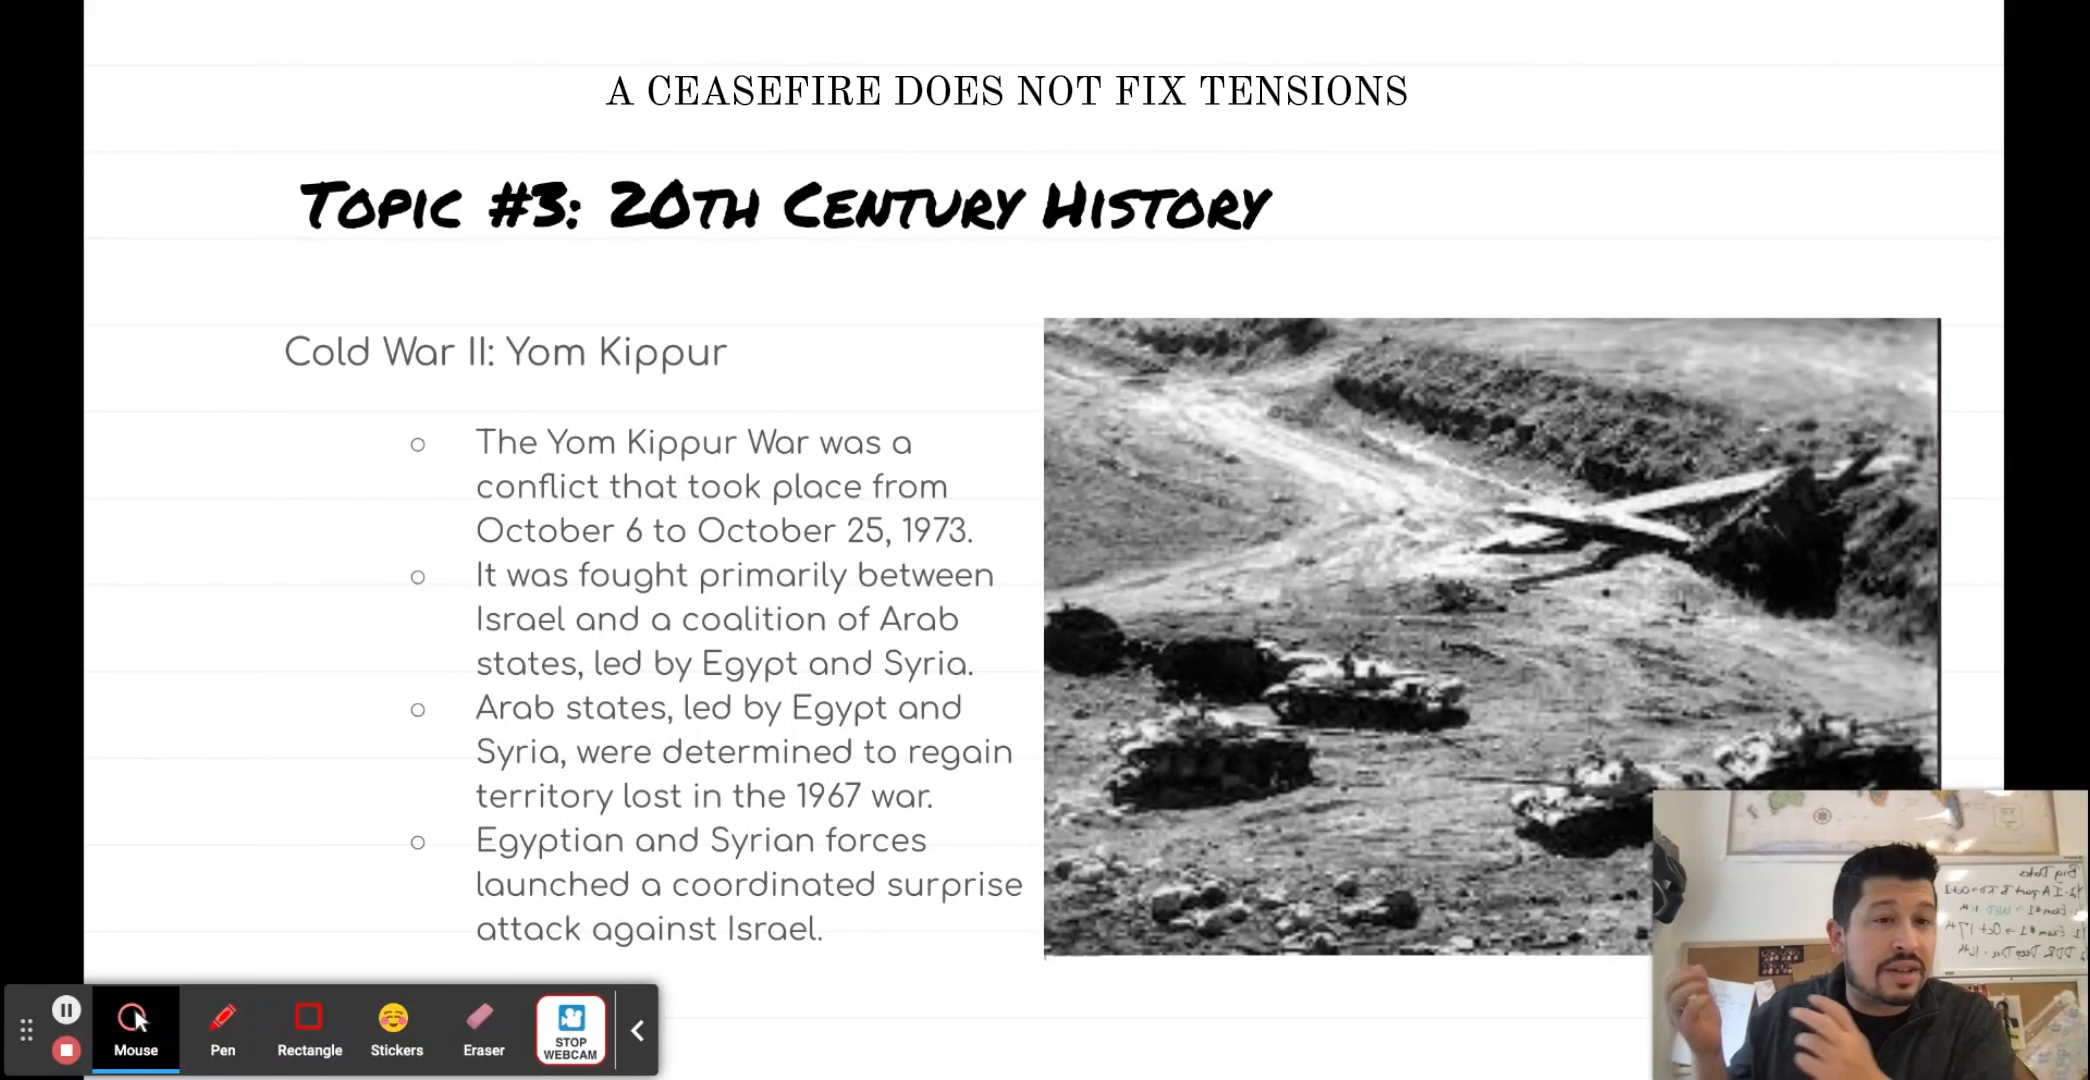 A CEASEFIRE DOES NOT FIX TENSIONS
Topic #3: 20th Century History
Cold War II: Yom Kippur
The Yom Kippur War was a
conflict that took place from
October 6 to October 25, 1973.
It was fought primarily between
Israel and a coalition of Arab
states, led by Egypt and Syria.
Arab states, led by Egypt and
Syria, were determined to regain
territory lost in the 1967 war.
Egyptian and Syrian forces
launched a coordinated surprise
attack against Israel.
Big Dates
Mouse
Pen
Rectangle
Stickers
Eraser
STOP
WEBCAM